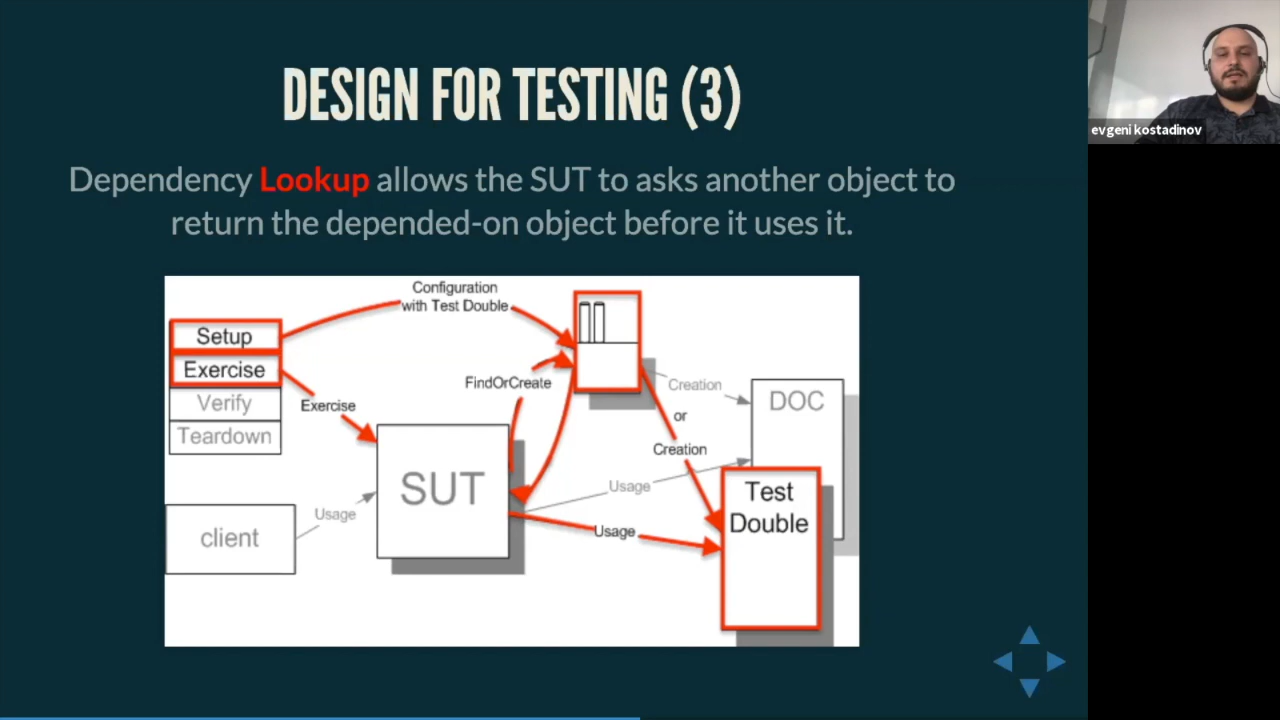 DESIGN FOR TESTING (3)
evgeni kostadinov
Dependency Lookup allows the SUT to asks another object to
return the depended-on object before it uses it.
Configuration
with Test Double
Setup
Exercise
Verify
Teardown
Exercise
FindOrCreate
Creation
or
Creation
DOC
SUT
Usage
Usage
Usage
client
Test
Double